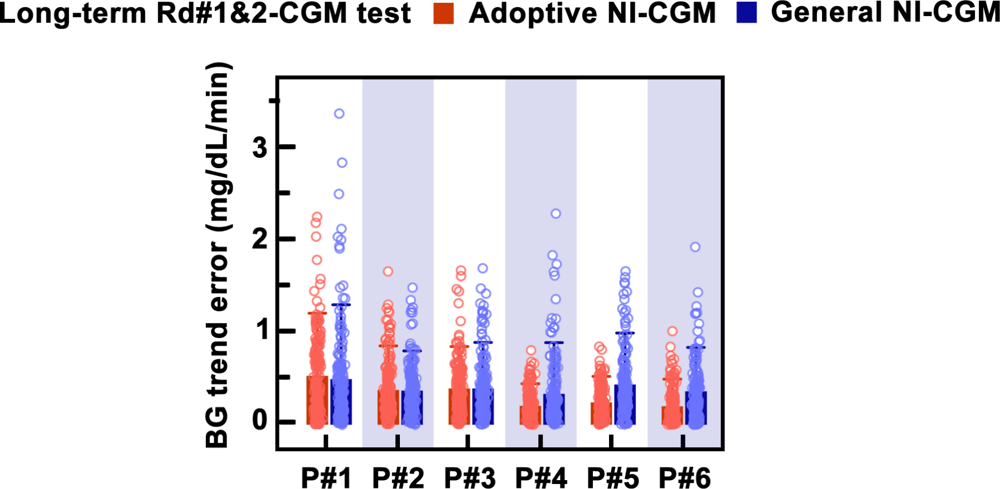 Long-term Rd#1&2-CGM test Adoptive NI-CGM General NI-CGM
BG trend error (mg/dL/min)
3
2
1
0
P#1 P#2 P#3 P#4 P#5 P#6